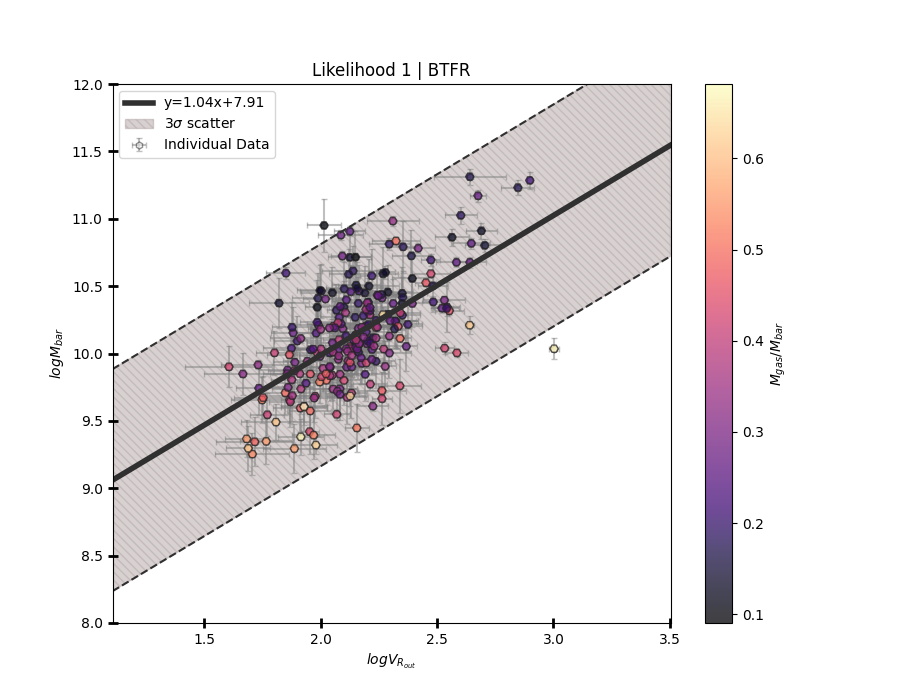 Likelihood 1 | BTFR
y=1.04x+7.91
3σ scatter
Individual Data
12.0
11.5
11.0
10.5
10.0
9.5
9.0
8.5
8.0
logM_bar
1.5 2.0 2.5 3.0 3.5
logV_R_out
0.6
0.5
0.4
0.3
0.2
0.1
M_gas/M_bar